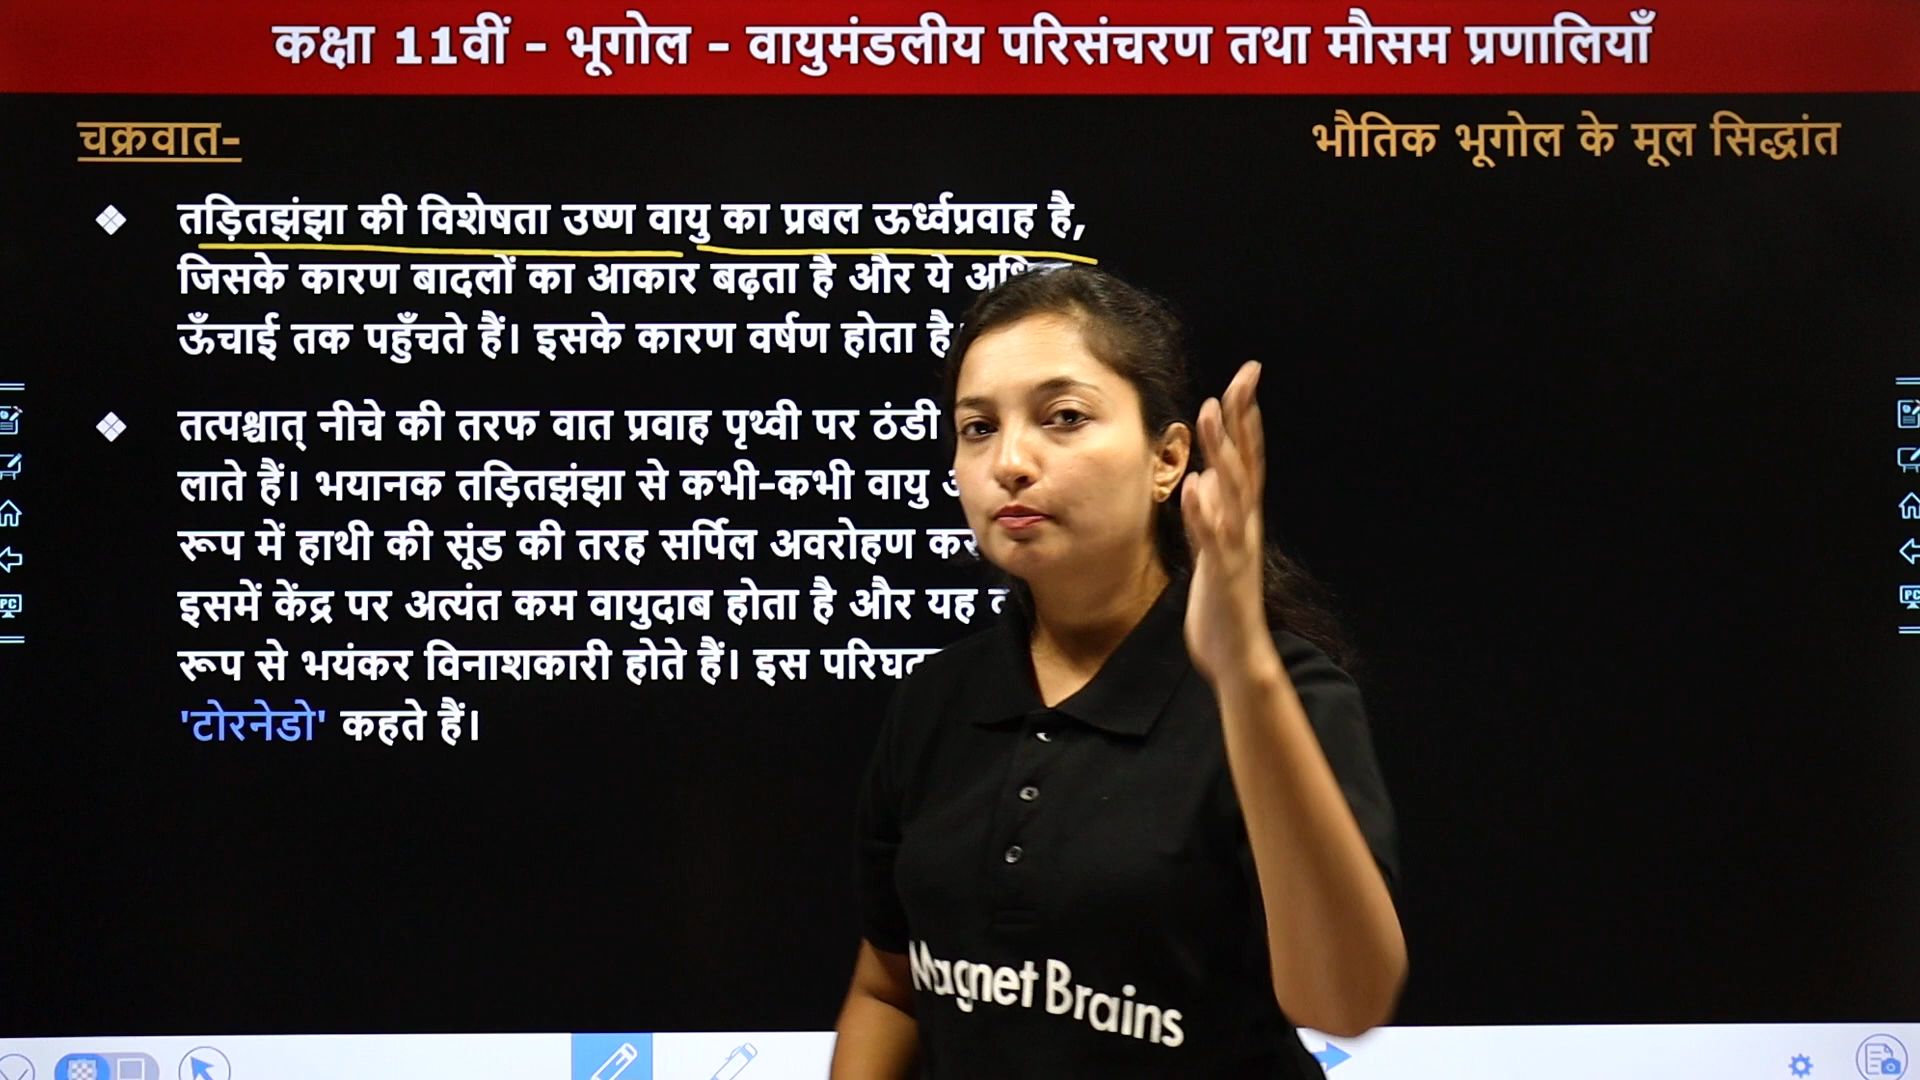 कक्षा 11वीं - भूगोल - वायुमंडलीय परिसंचरण तथा मौसम प्रणालियाँ
चक्रवात-
भौतिक भूगोल के मूल सिद्धांत
❖ तड़ितझंझा की विशेषता उष्ण वायु का प्रबल ऊर्ध्वप्रवाह है,
जिसके कारण बादलों का आकार बढ़ता है और ये
ऊँचाई तक पहुँचते हैं। इसके कारण वर्षण होता है।
❖ तत्पश्चात् नीचे की तरफ वात प्रवाह पृथ्वी पर ठंडी
लाते हैं। भयानक तड़ितझंझा से कभी-कभी वायु
रूप में हाथी की सूंड की तरह सर्पिल अवरोहण
इसमें केंद्र पर अत्यंत कम वायुदाब होता है और यह
रूप से भयंकर विनाशकारी होते हैं। इस
'टोरनेडो' कहते हैं।
Magnet Brains
PC
PC